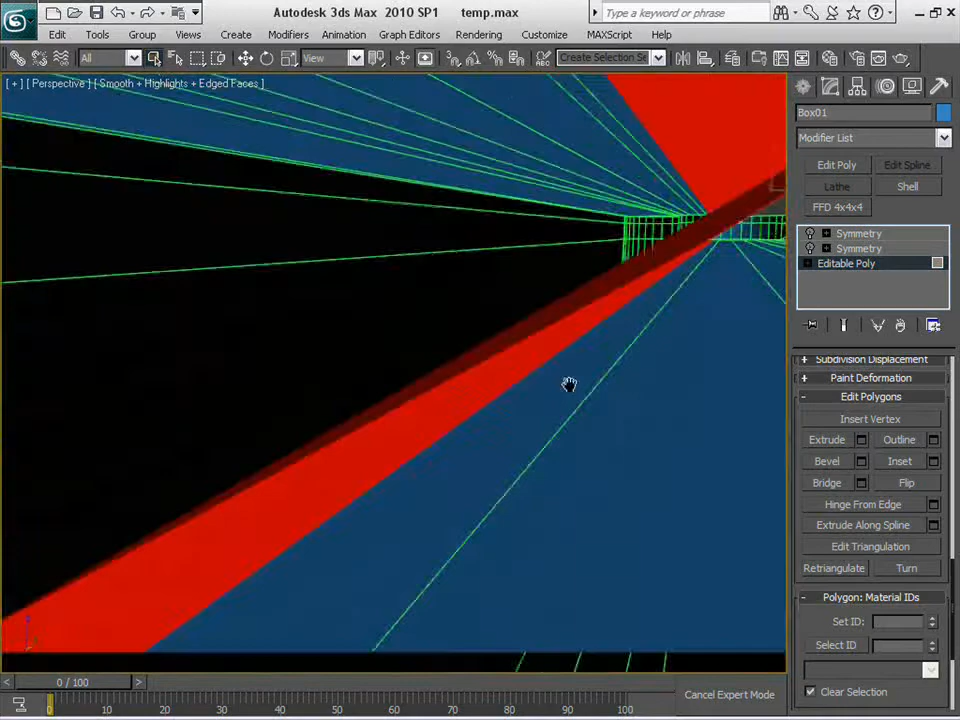 Autodesk 3ds Max 2010 SP1 temp.max
Type a keyword or phrase
Edit Tools Group Views Create Modifiers Animation Graph Editors Rendering Customize MAXScript Help
All View Create Selection Se
[ + ] [ Perspective ] [ Smooth + Highlights + Edged Faces ]
Box01
Modifier List
Edit Poly Edit Spline
Lathe Shell
FFD 4x4x4
Symmetry
Symmetry
Editable Poly
+ Subdivision Displacement
+ Paint Deformation
- Edit Polygons
Insert Vertex
Extrude Outline
Bevel Inset
Bridge Flip
Hinge From Edge
Extrude Along Spline
Edit Triangulation
Retriangulate Turn
- Polygon: Material IDs
Set ID:
Select ID
Clear Selection
< 0 / 100 >
Cancel Expert Mode
0 10 20 30 40 50 60 70 80 90 100